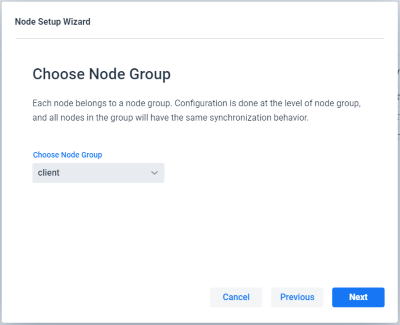 Node Setup Wizard
Choose Node Group
Each node belongs to a node group. Configuration is done at the level of node group,
and all nodes in the group will have the same synchronization behavior.
Choose Node Group
client
Cancel Previous Next